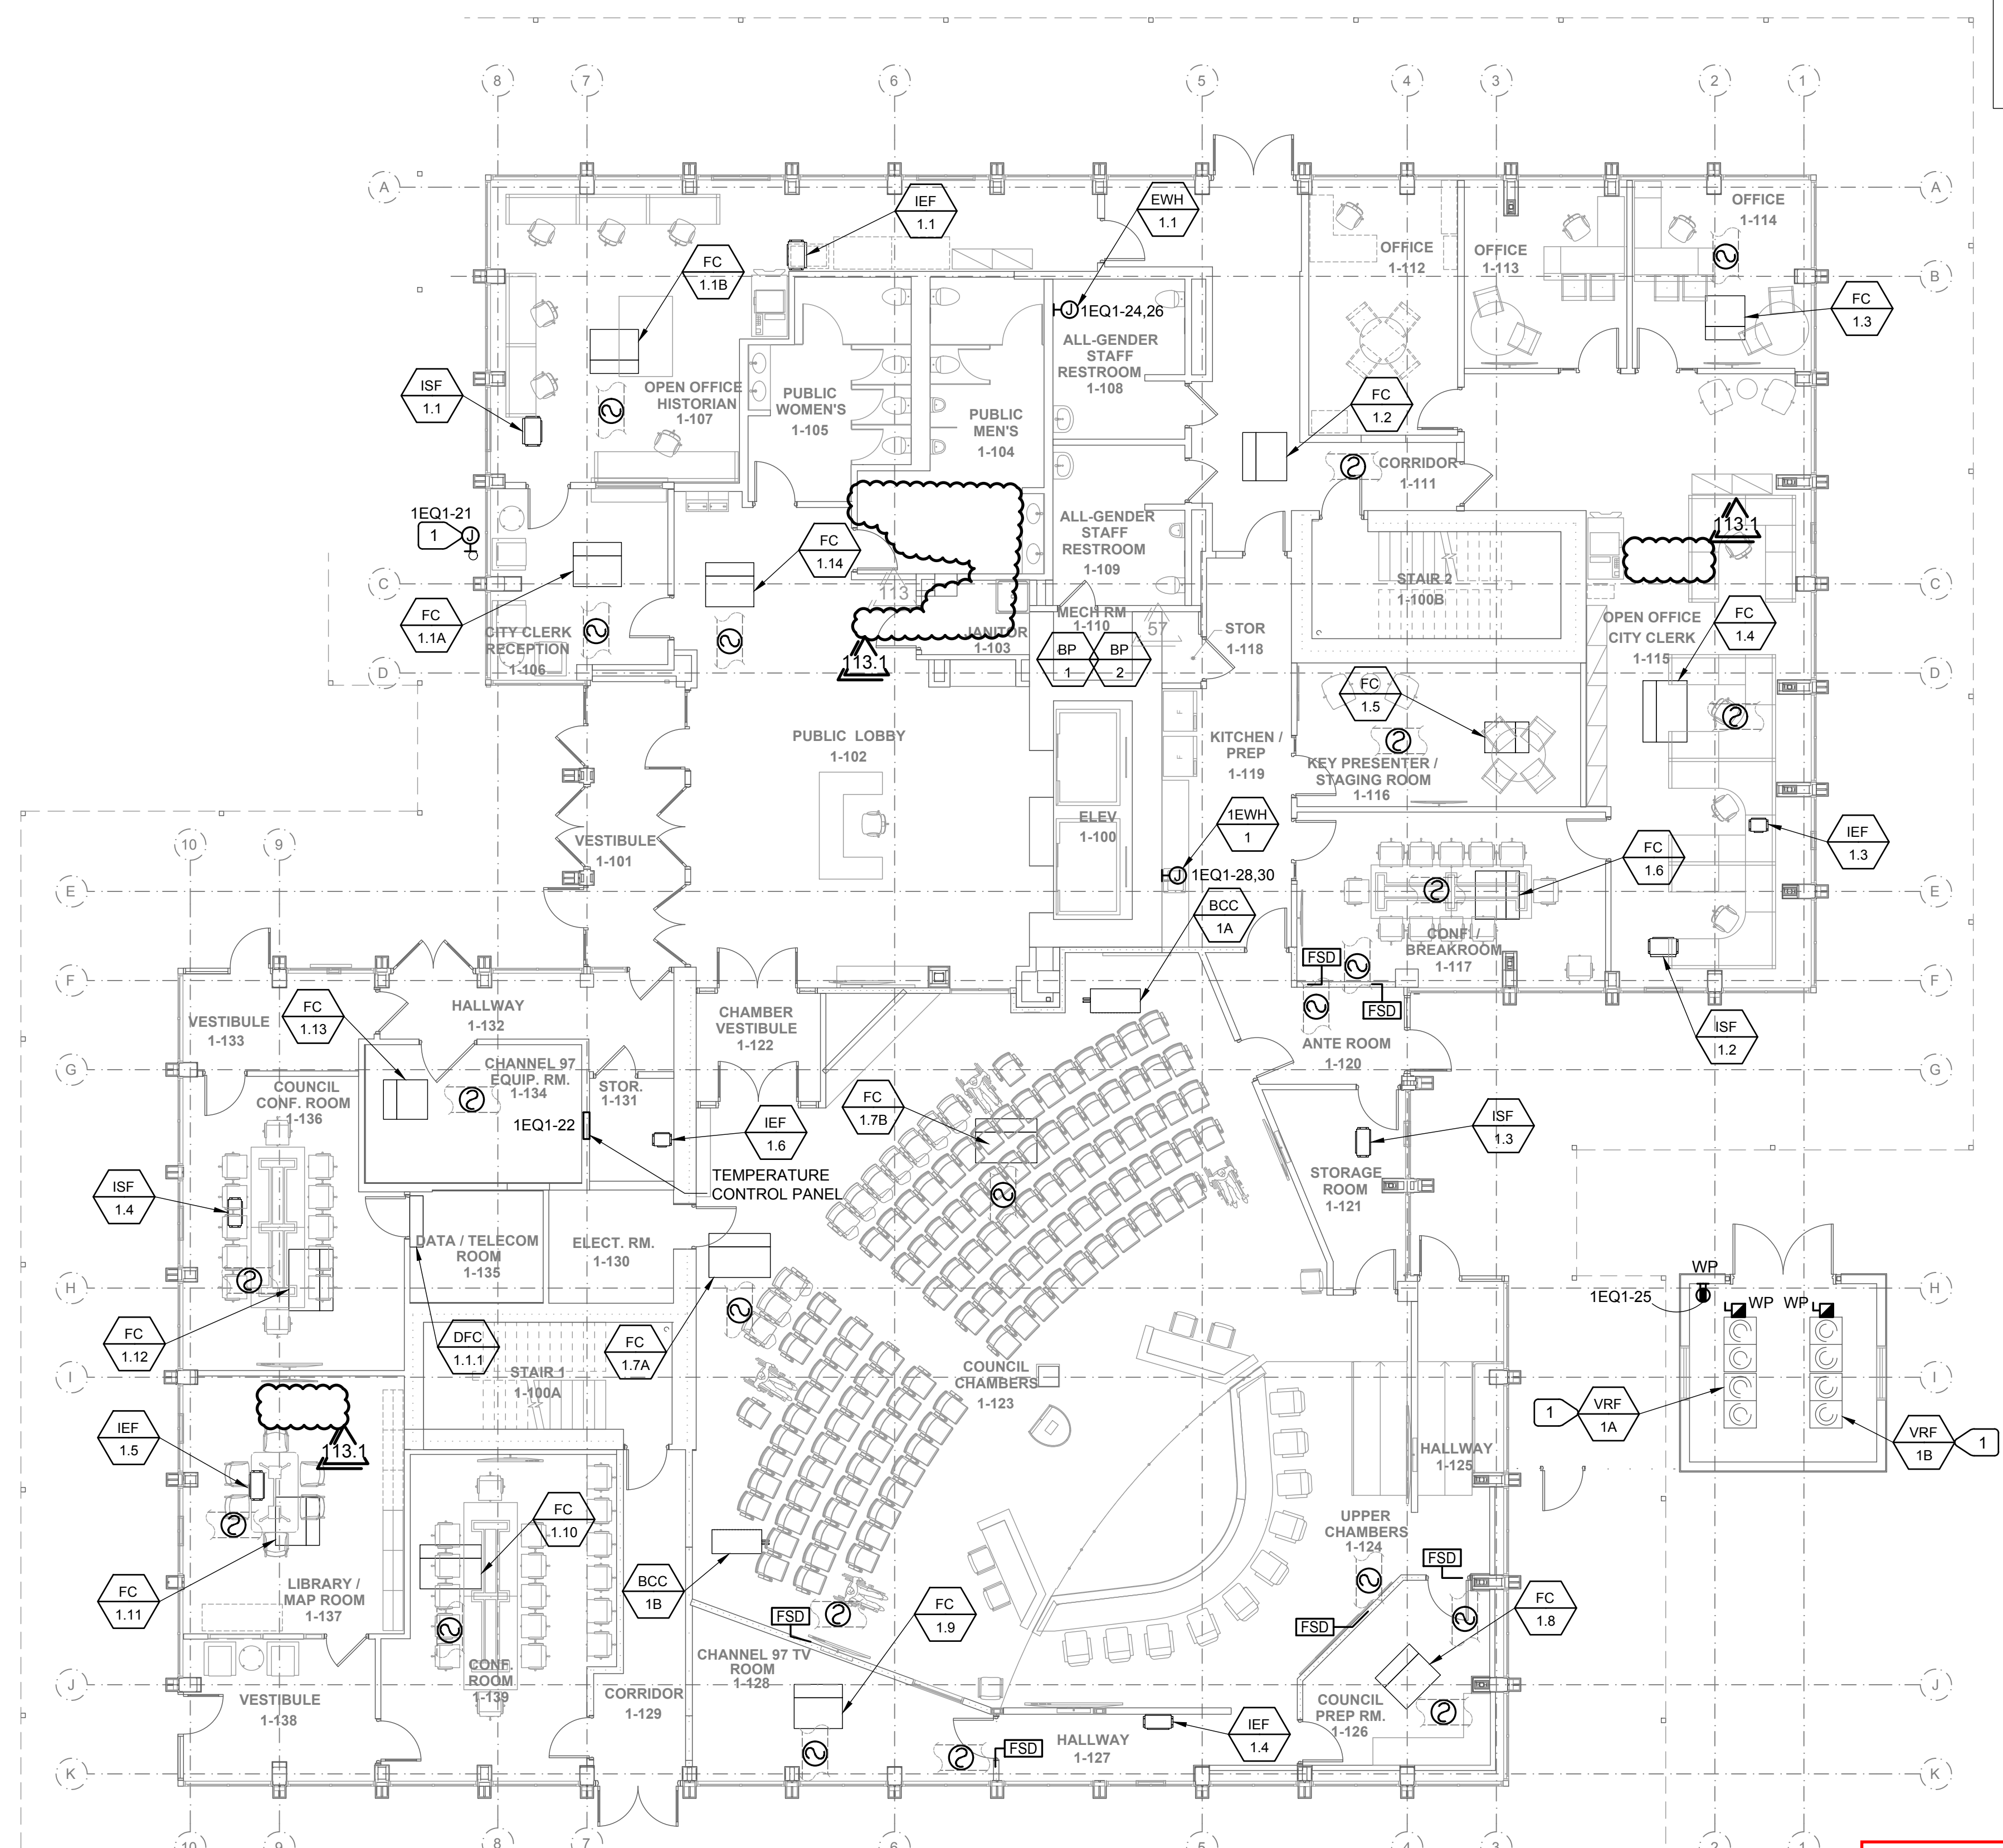 8
7
6
5
4
3
2
1
A
A
IEF
1.1
EWH
1.1
OFFICE
1-114
OFFICE
1-112
OFFICE
1-113
FC
1.1B
B
B
1EQ1-24,26
FC
1.3
ALL-GENDER
STAFF
RESTROOM
1-108
ISF
1.1
OPEN OFFICE
HISTORIAN
1-107
PUBLIC
WOMEN'S
1-105
PUBLIC
MEN'S
1-104
FC
1.2
CORRIDOR
1-111
1EQ1-21
1
J
ALL-GENDER
STAFF
RESTROOM
1-109
113.1
FC
1.14
C
C
113
STAIR 2
1-100B
FC
1.1A
CITY CLERK
RECEPTION
1-106
MECH RM
1-110
JANITOR
1-103
57
STOR
1-118
OPEN OFFICE
CITY CLERK
1-115
FC
1.4
113.1
BP
1
BP
2
D
D
FC
1.5
PUBLIC LOBBY
1-102
KITCHEN /
PREP
1-119
KEY PRESENTER /
STAGING ROOM
1-116
F
F
VESTIBULE
1-101
ELEV
1-100
1EWH
1
J
1EQ1-28,30
IEF
1.3
FC
1.6
10
9
E
E
BCC
1A
CONF. /
BREAKROOM
1-117
FSD
FSD
F
F
ISF
1.2
VESTIBULE
1-133
FC
1.13
HALLWAY
1-132
CHAMBER
VESTIBULE
1-122
ANTE ROOM
1-120
G
G
COUNCIL
CONF. ROOM
1-136
CHANNEL 97
EQUIP. RM.
1-134
STOR.
1-131
1EQ1-22
IEF
1.6
FC
1.7B
ISF
1.3
TEMPERATURE
CONTROL PANEL
STORAGE
ROOM
1-121
ISF
1.4
DATA / TELECOM
ROOM
1-135
ELECT. RM.
1-130
H
H
WP
1EQ1-25
WP
WP
FC
1.12
DFC
1.1.1
FC
1.7A
STAIR 1
1-100A
COUNCIL
CHAMBERS
1-123
I
I
1
VRF
1A
VRF
1B
1
IEF
1.5
113.1
HALLWAY
1-125
FC
1.10
UPPER
CHAMBERS
1-124
FSD
FC
1.11
LIBRARY /
MAP ROOM
1-137
BCC
1B
FSD
FC
1.9
FSD
FC
1.8
CHANNEL 97 TV
ROOM
1-128
CONF.
ROOM
1-139
J
J
VESTIBULE
1-138
CORRIDOR
1-129
COUNCIL
PREP RM.
1-126
HALLWAY
1-127
IEF
1.4
FSD
K
K
10
9
8
7
6
5
4
3
2
1